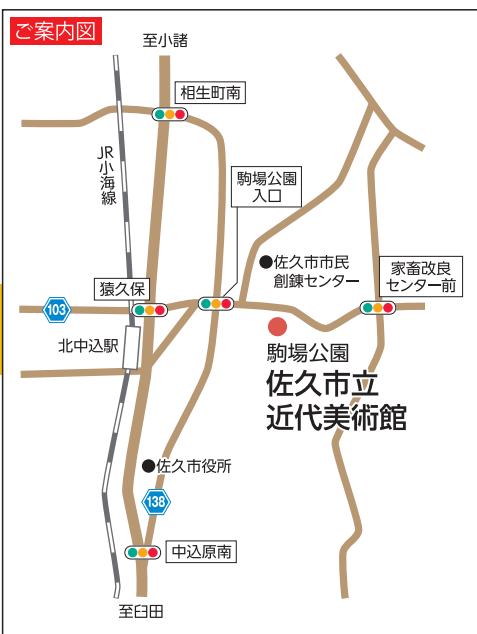 ご案内図
至小諸
相生町南
JR小海線
駒場公園
入口
佐久市市民
創錬センター
家畜改良
センター前
猿久保
103
北中込駅
駒場公園
佐久市立
近代美術館
佐久市役所
138
中込原南
至臼田